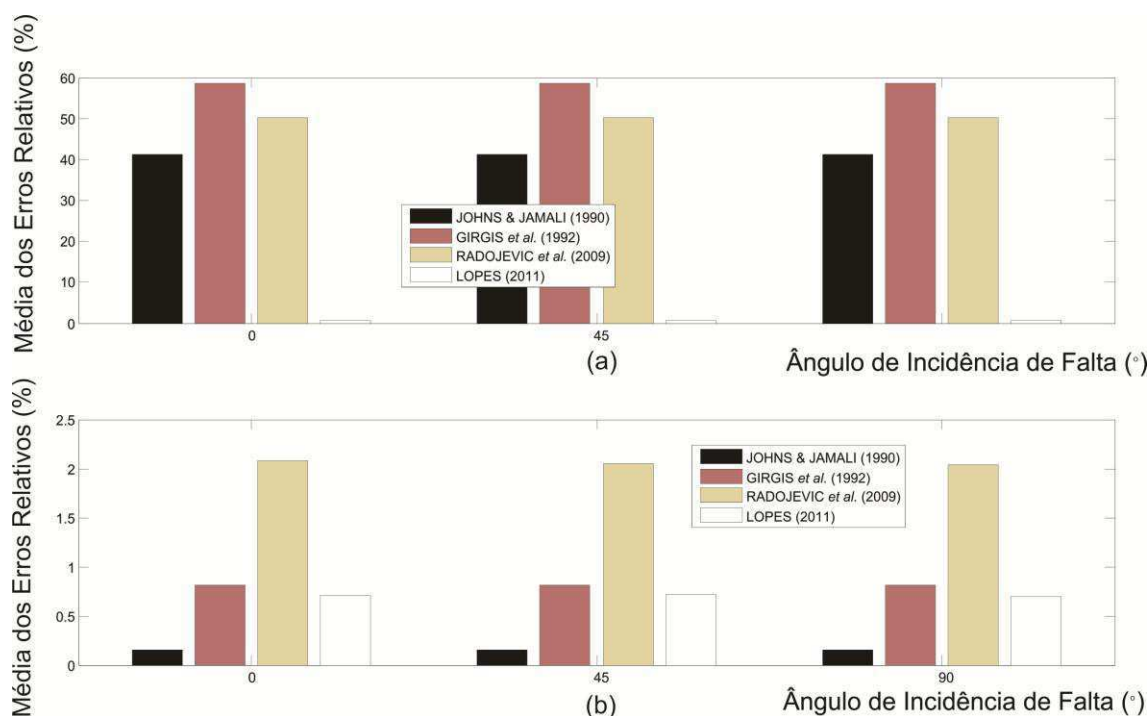 Média dos Erros Relativos (%)
60
50
40
30
20
10
0
JOHNS & JAMALI (1990)
GIRGIS et al. (1992)
RADOJEVIC et al. (2009)
LOPES (2011)
0
45
(a)
Ângulo de Incidência de Falta (°)
Média dos Erros Relativos (%)
2.5
2
1.5
1
0.5
0
JOHNS & JAMALI (1990)
GIRGIS et al. (1992)
RADOJEVIC et al. (2009)
LOPES (2011)
0
45
90
(b)
Ângulo de Incidência de Falta (°)